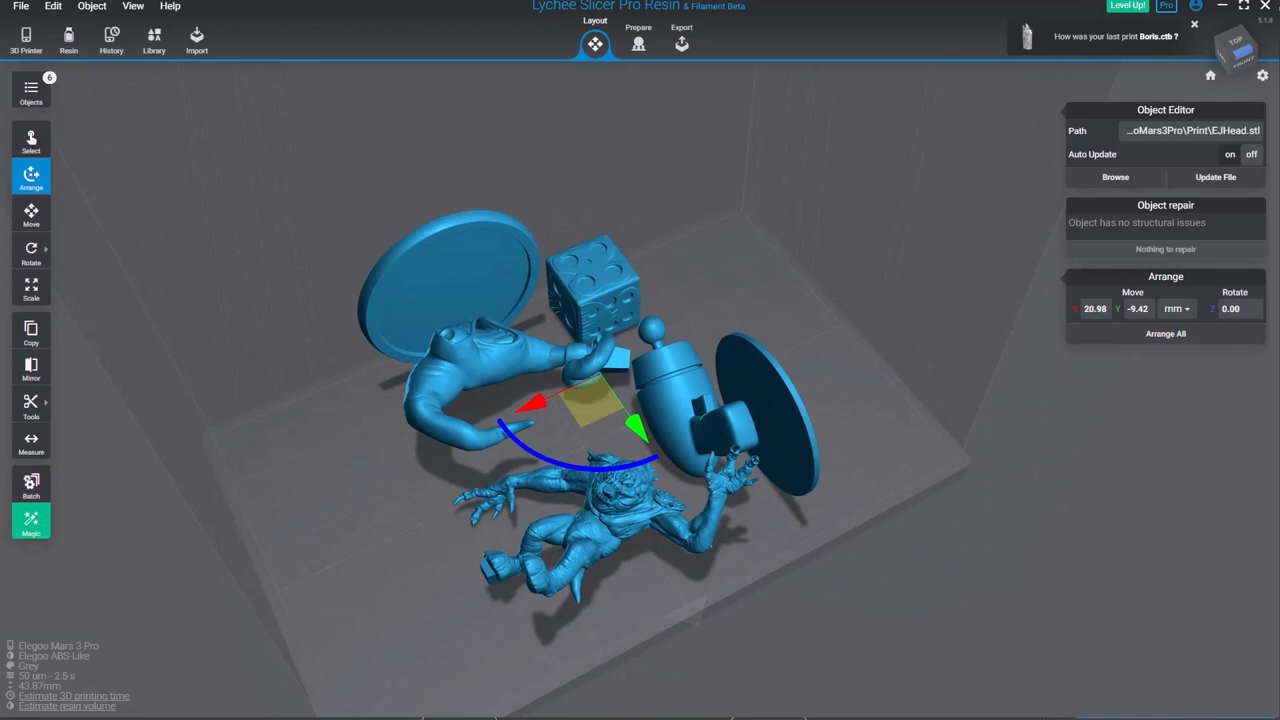 File Edit Object View Help
Lychee Slicer Pro Resin & Filament Beta
Level Up! Pro
3D Printer Resin History Library Import
Layout Prepare Export
How was your last print Boris.ctb ?
5.1.8
TOP
FRONT
6
Objects
Select
Arrange
Move
Rotate
Scale
Copy
Mirror
Tools
Measure
Batch
Magic
Object Editor
Path ...oMars3Pro\Print\EJHead.stl
Auto Update on off
Browse Update File
Object repair
Object has no structural issues
Nothing to repair
Arrange
Move Rotate
X 20.98 Y -9.42 mm Z 0.00
Arrange All
Elegoo Mars 3 Pro
Elegoo ABS-Like
Grey
50 um - 2.5 s
43.87mm
Estimate 3D printing time
Estimate resin volume